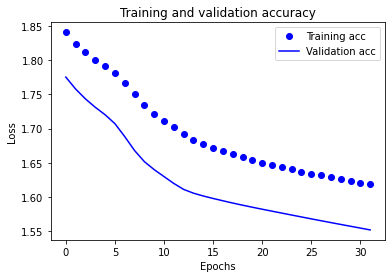 Training and validation accuracy
Training acc
Validation acc
Loss
1.85
1.80
1.75
1.70
1.65
1.60
1.55
0 5 10 15 20 25 30
Epochs